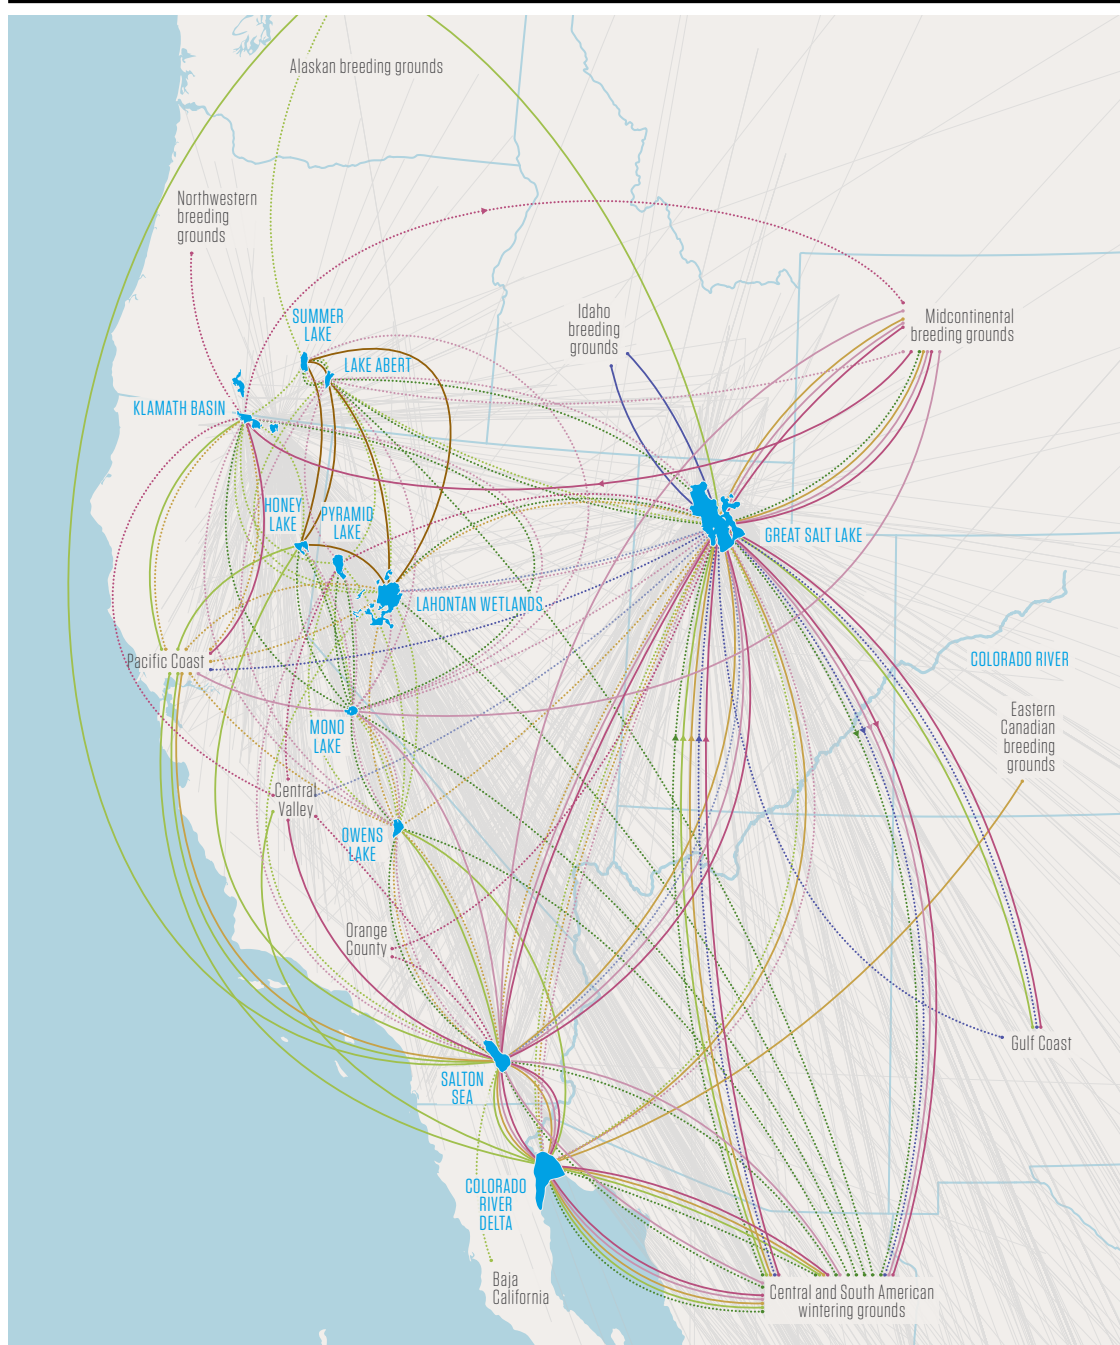 Alaskan breeding grounds
Northwestern
breeding
grounds
SUMMER
LAKE
Idaho
breeding
grounds
Midcontinental
breeding grounds
LAKE ABERT
KLAMATH BASIN
HONEY
LAKE
PYRAMID
LAKE
GREAT SALT LAKE
LAHONTAN WETLANDS
Pacific Coast
COLORADO RIVER
MONO
LAKE
Eastern
Canadian
breeding
grounds
Central
Valley
OWENS
LAKE
Orange
County
Gulf Coast
SALTON
SEA
COLORADO
RIVER
DELTA
Baja
California
Central and South American
wintering grounds